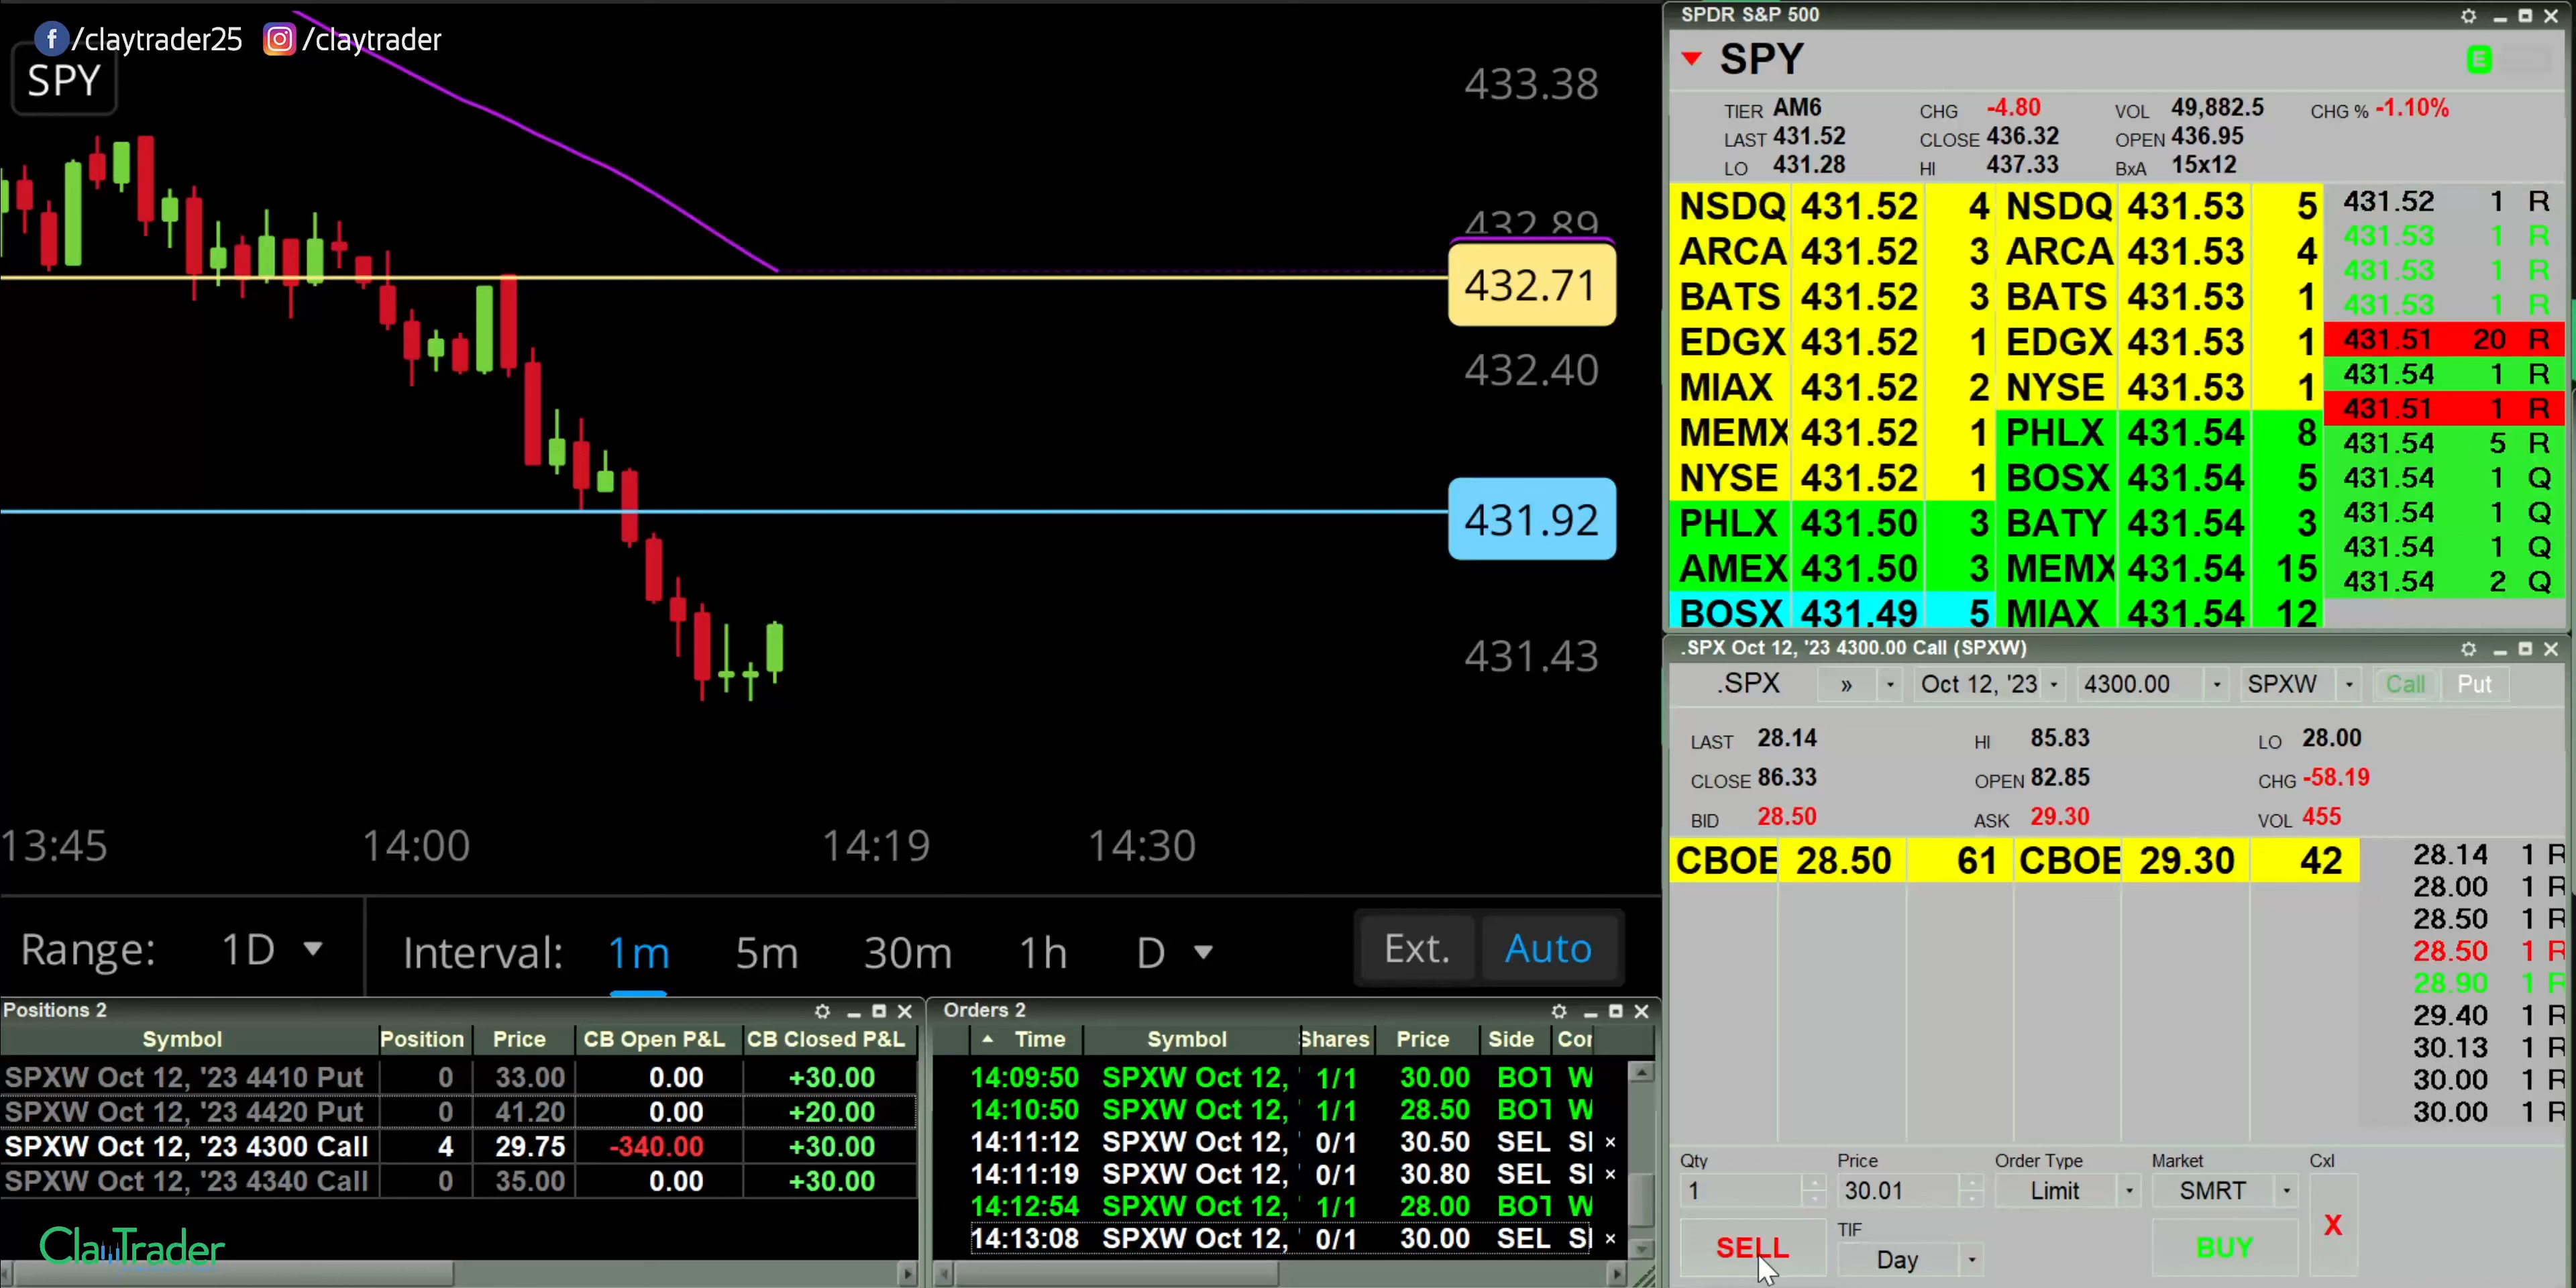 /claytrader25 /claytrader
SPY
433.38
432.89
432.71
432.40
431.92
431.43
13:45 14:00 14:19 14:30
Range: 1D Interval: 1m 5m 30m 1h D Ext. Auto
Positions 2
Symbol Position Price CB Open P&L CB Closed P&L
SPXW Oct 12, '23 4410 Put 0 33.00 0.00 +30.00
SPXW Oct 12, '23 4420 Put 0 41.20 0.00 +20.00
SPXW Oct 12, '23 4300 Call 4 29.75 -340.00 +30.00
SPXW Oct 12, '23 4340 Call 0 35.00 0.00 +30.00
ClayTrader
Orders 2
Time Symbol Shares Price Side
14:09:50 SPXW Oct 12, ' 1/1 30.00 BOT W
14:10:50 SPXW Oct 12, ' 1/1 28.50 BOT W
14:11:12 SPXW Oct 12, ' 0/1 30.50 SEL
14:11:19 SPXW Oct 12, ' 0/1 30.80 SEL
14:12:54 SPXW Oct 12, ' 1/1 28.00 BOT W
14:13:08 SPXW Oct 12, ' 0/1 30.00 SEL
SPDR S&P 500
SPY E
TIER AM6 CHG -4.80 VOL 49,882.5 CHG % -1.10%
LAST 431.52 CLOSE 436.32 OPEN 436.95
LO 431.28 HI 437.33 BxA 15x12
NSDQ 431.52 4 NSDQ 431.53 5
ARCA 431.52 3 ARCA 431.53 4
BATS 431.52 3 BATS 431.53 1
EDGX 431.52 1 EDGX 431.53 1
MIAX 431.52 2 NYSE 431.53 1
MEMX 431.52 1 PHLX 431.54 8
NYSE 431.52 1 BOSX 431.54 5
PHLX 431.50 3 BATY 431.54 3
AMEX 431.50 3 MEMX 431.54 15
BOSX 431.49 5 MIAX 431.54 12
431.52 1 R
431.53 1 R
431.53 1 R
431.53 1 R
431.51 20 R
431.54 1 R
431.51 1 R
431.54 5 R
431.54 1 Q
431.54 1 Q
431.54 1 Q
431.54 2 Q
.SPX Oct 12, '23 4300.00 Call (SPXW)
.SPX » Oct 12, '23 4300.00 SPXW Call Put
LAST 28.14 HI 85.83 LO 28.00
CLOSE 86.33 OPEN 82.85 CHG -58.19
BID 28.50 ASK 29.30 VOL 455
CBOE 28.50 61 CBOE 29.30 42
28.14 1 R
28.00 1 R
28.50 1 R
28.50 1 R
28.90 1 R
29.40 1 R
30.13 1 R
30.00 1 R
30.00 1 R
Qty Price Order Type Market Cxl
1 30.01 Limit SMRT X
SELL TIF Day BUY